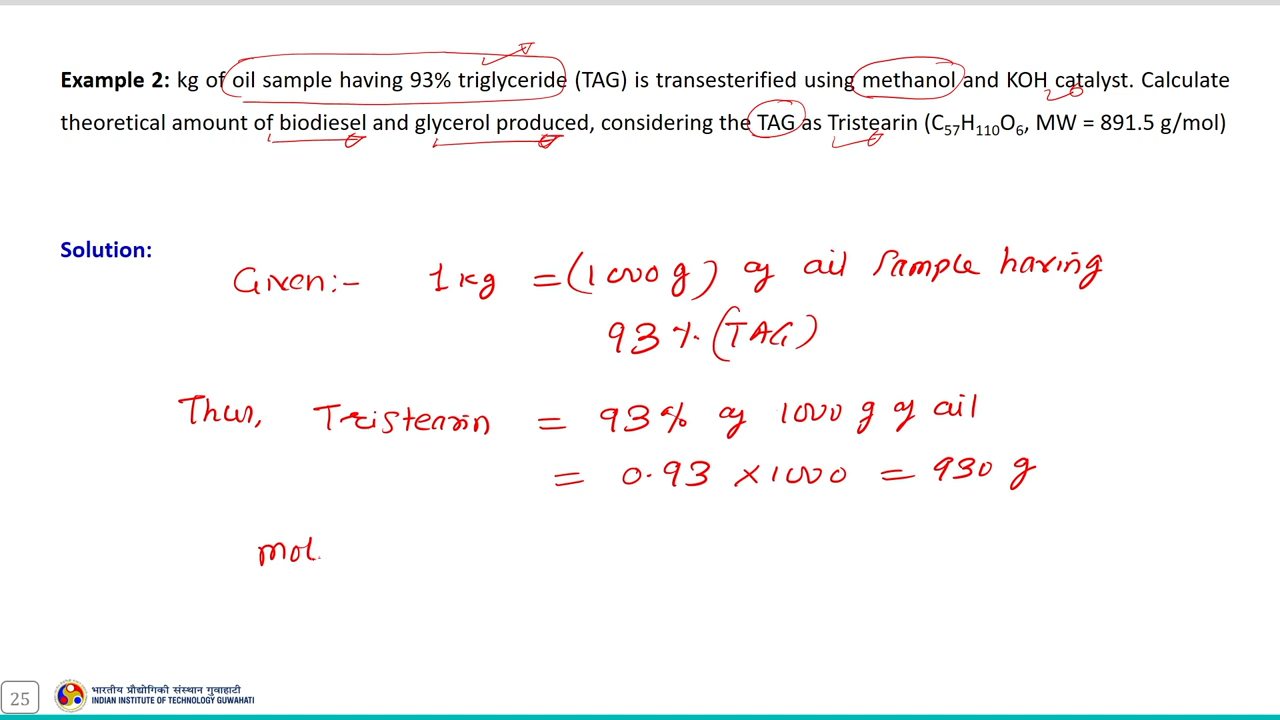 Example 2: kg of oil sample having 93% triglyceride (TAG) is transesterified using methanol and KOH catalyst. Calculate
theoretical amount of biodiesel and glycerol produced, considering the TAG as Tristearin (C₅₇H₁₁₀O₆, MW = 891.5 g/mol)
Solution:
Given:- 1 kg = (1000 g) of oil sample having
93 % (TAG)
Thus, Tristearin = 93% of 1000 g of oil
= 0.93 × 1000 = 930 g
mol
25
भारतीय प्रौद्योगिकी संस्थान गुवाहाटी
INDIAN INSTITUTE OF TECHNOLOGY GUWAHATI